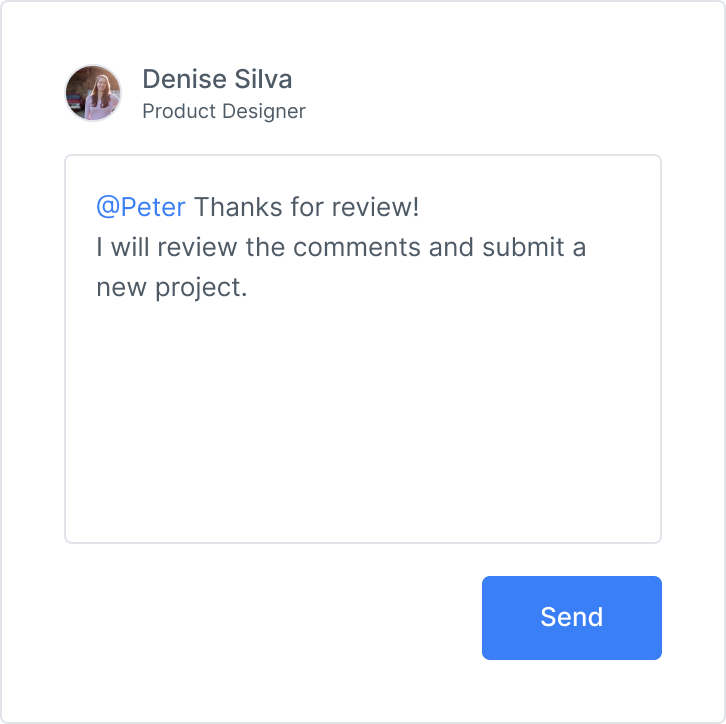 Denise Silva
Product Designer
@Peter Thanks for review!
I will review the comments and submit a
new project.
Send